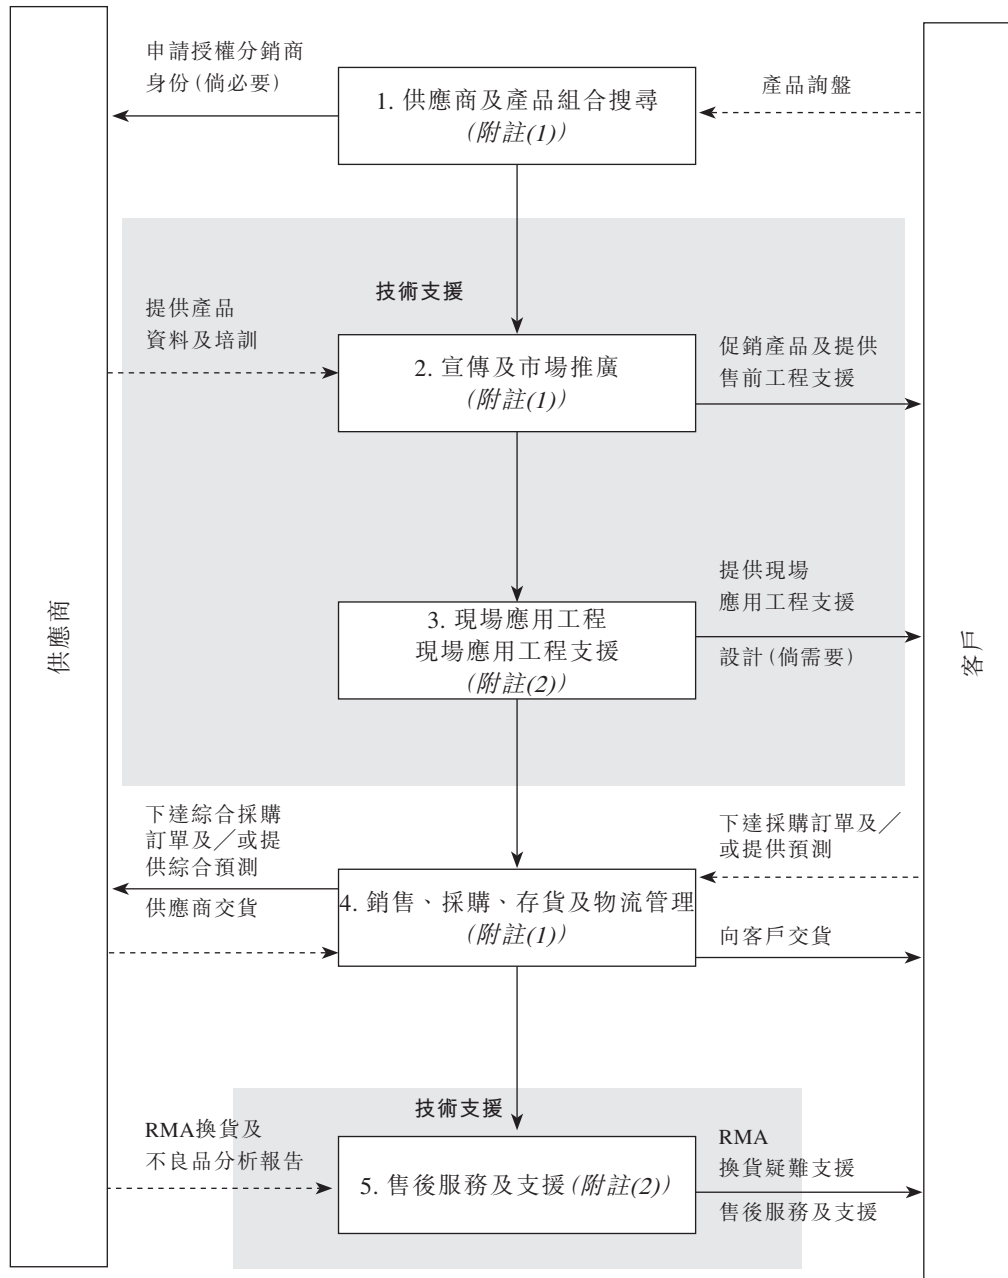 申請授權分銷商
身份(倘必要)
1. 供應商及產品組合搜尋
(附註(1))
產品詢盤
技術支援
提供產品
資料及培訓
2. 宣傳及市場推廣
(附註(1))
促銷產品及提供
售前工程支援
供應商
3. 現場應用工程
現場應用工程支援
(附註(2))
提供現場
應用工程支援
設計(倘需要)
客戶
下達綜合採購
訂單及╱或提
供綜合預測
供應商交貨
4. 銷售、採購、存貨及物流管理
(附註(1))
下達採購訂單及╱
或提供預測
向客戶交貨
技術支援
RMA換貨及
不良品分析報告
5. 售後服務及支援(附註(2))
RMA
換貨疑難支援
售後服務及支援